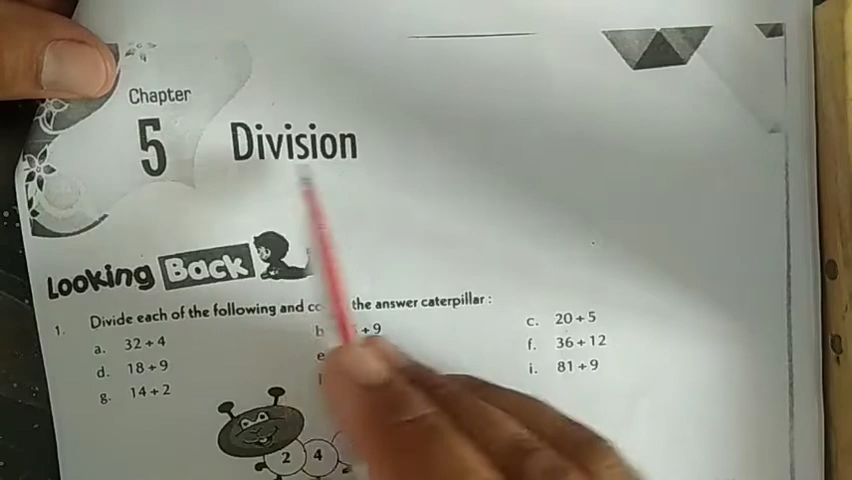 Chapter
5
Division
Looking Back
1. Divide each of the following and the answer caterpillar :
a. 32÷4
b. ÷9
c. 20÷5
d. 18÷9
e.
f. 36÷12
g. 14÷2
i. 81÷9
2 4